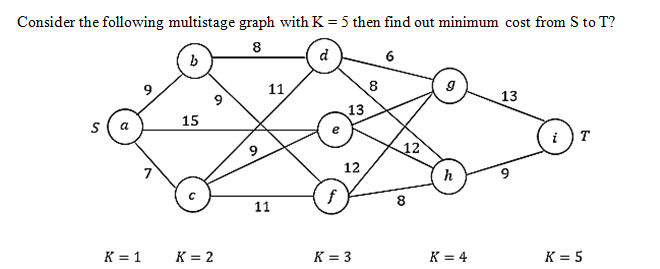 Consider the following multistage graph with K = 5 then find out minimum cost from S to T?
8
b
d
6
9
9
11
8
g
13
S
a
15
13
e
i
T
9
12
7
12
h
9
c
f
11
8
K = 1
K = 2
K = 3
K = 4
K = 5